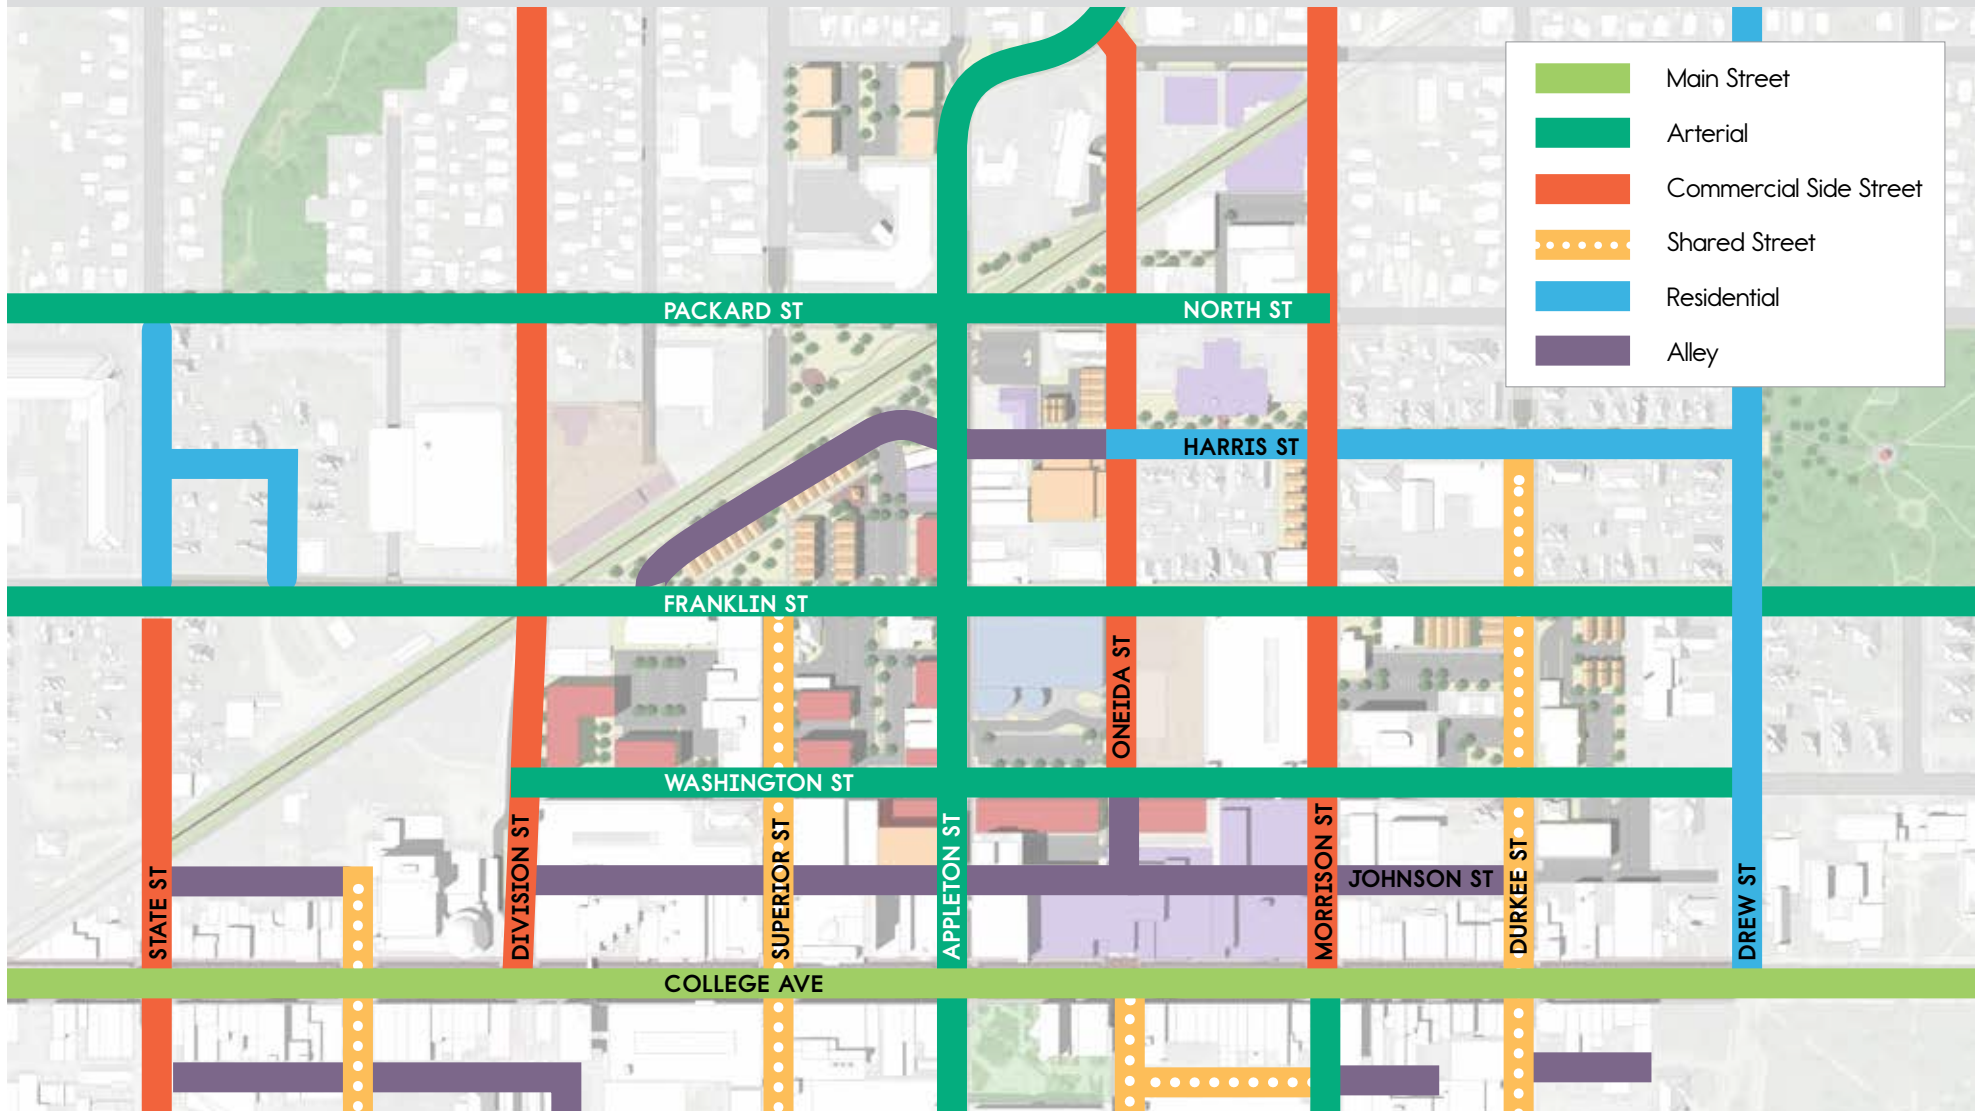 Main Street
Arterial
Commercial Side Street
Shared Street
Residential
Alley
PACKARD ST
NORTH ST
HARRIS ST
FRANKLIN ST
ONEIDA ST
WASHINGTON ST
STATE ST
DIVISION ST
SUPERIOR ST
APPLETON ST
MORRISON ST
JOHNSON ST
DURKEE ST
DREW ST
COLLEGE AVE